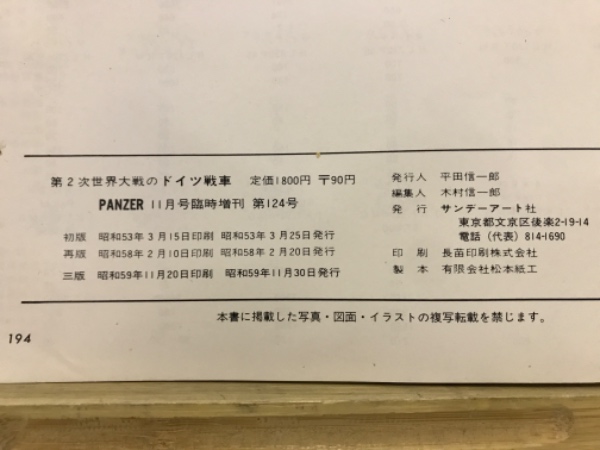 第2次世界大戦のドイツ戦車 定価1800円 〒90円
PANZER 11月号臨時増刊 第124号
初版 昭和53年3月15日印刷 昭和53年3月25日発行
再版 昭和58年2月10日印刷 昭和58年2月20日発行
三版 昭和59年11月20日印刷 昭和59年11月30日発行
発行人 平田信一郎
編集人 木村信一郎
発行 サンデーアート社
東京都文京区後楽2-19-14
電話(代表)814-1690
印刷 長苗印刷株式会社
製本 有限会社松本紙工
本書に掲載した写真・図面・イラストの複写転載を禁じます。
194